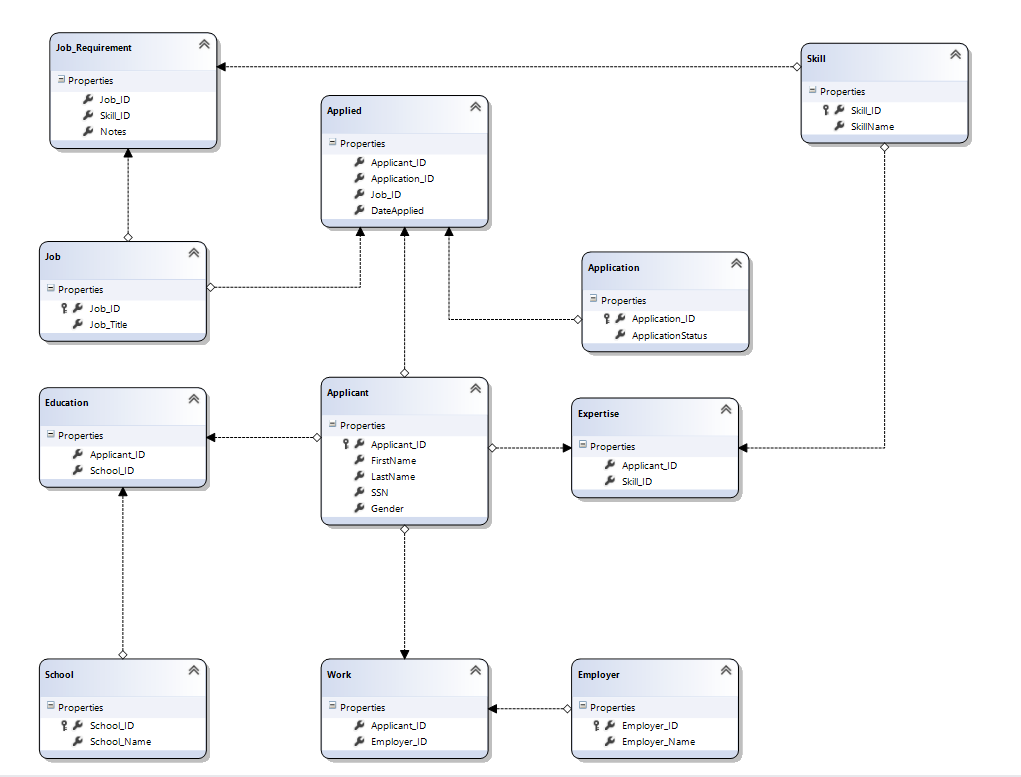 Job_Requirement
Properties
Job_ID
Skill_ID
Notes
Skill
Properties
Skill_ID
SkillName
Applied
Properties
Applicant_ID
Application_ID
Job_ID
DateApplied
Job
Properties
Job_ID
Job_Title
Application
Properties
Application_ID
ApplicationStatus
Education
Properties
Applicant_ID
School_ID
Applicant
Properties
Applicant_ID
FirstName
LastName
SSN
Gender
Expertise
Properties
Applicant_ID
Skill_ID
School
Properties
School_ID
School_Name
Work
Properties
Applicant_ID
Employer_ID
Employer
Properties
Employer_ID
Employer_Name